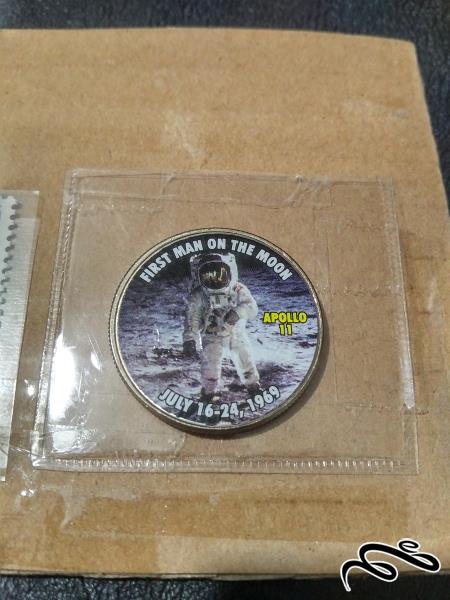 FIRST MAN ON THE MOON
APOLLO
11
JULY 16-24, 1969